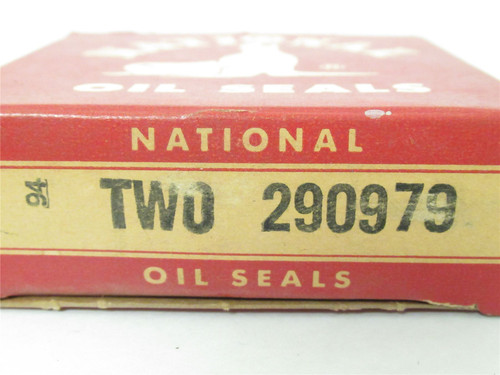 OIL SEALS
®
NATIONAL
94 TWO 290979
OIL SEALS